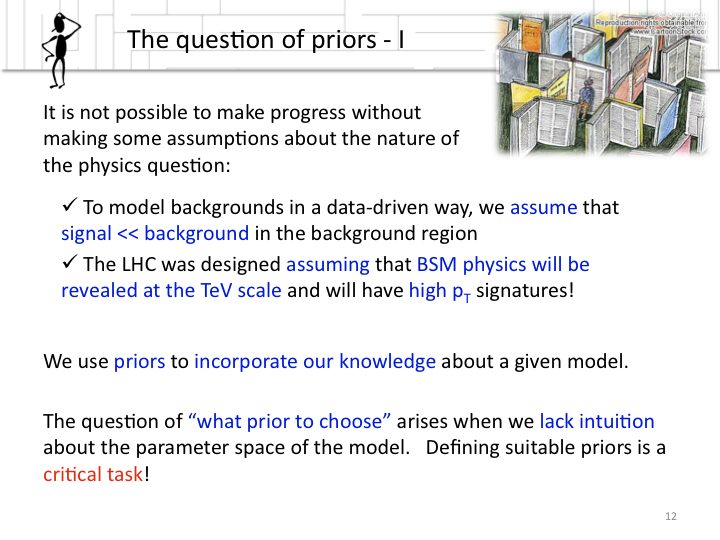 The question of priors - I
Reproduction rights obtainable from
www.CartoonStock.com
It is not possible to make progress without
making some assumptions about the nature of
the physics question:
✓ To model backgrounds in a data-driven way, we assume that
signal << background in the background region
✓ The LHC was designed assuming that BSM physics will be
revealed at the TeV scale and will have high pT signatures!
We use priors to incorporate our knowledge about a given model.
The question of “what prior to choose” arises when we lack intuition
about the parameter space of the model. Defining suitable priors is a
critical task!
12